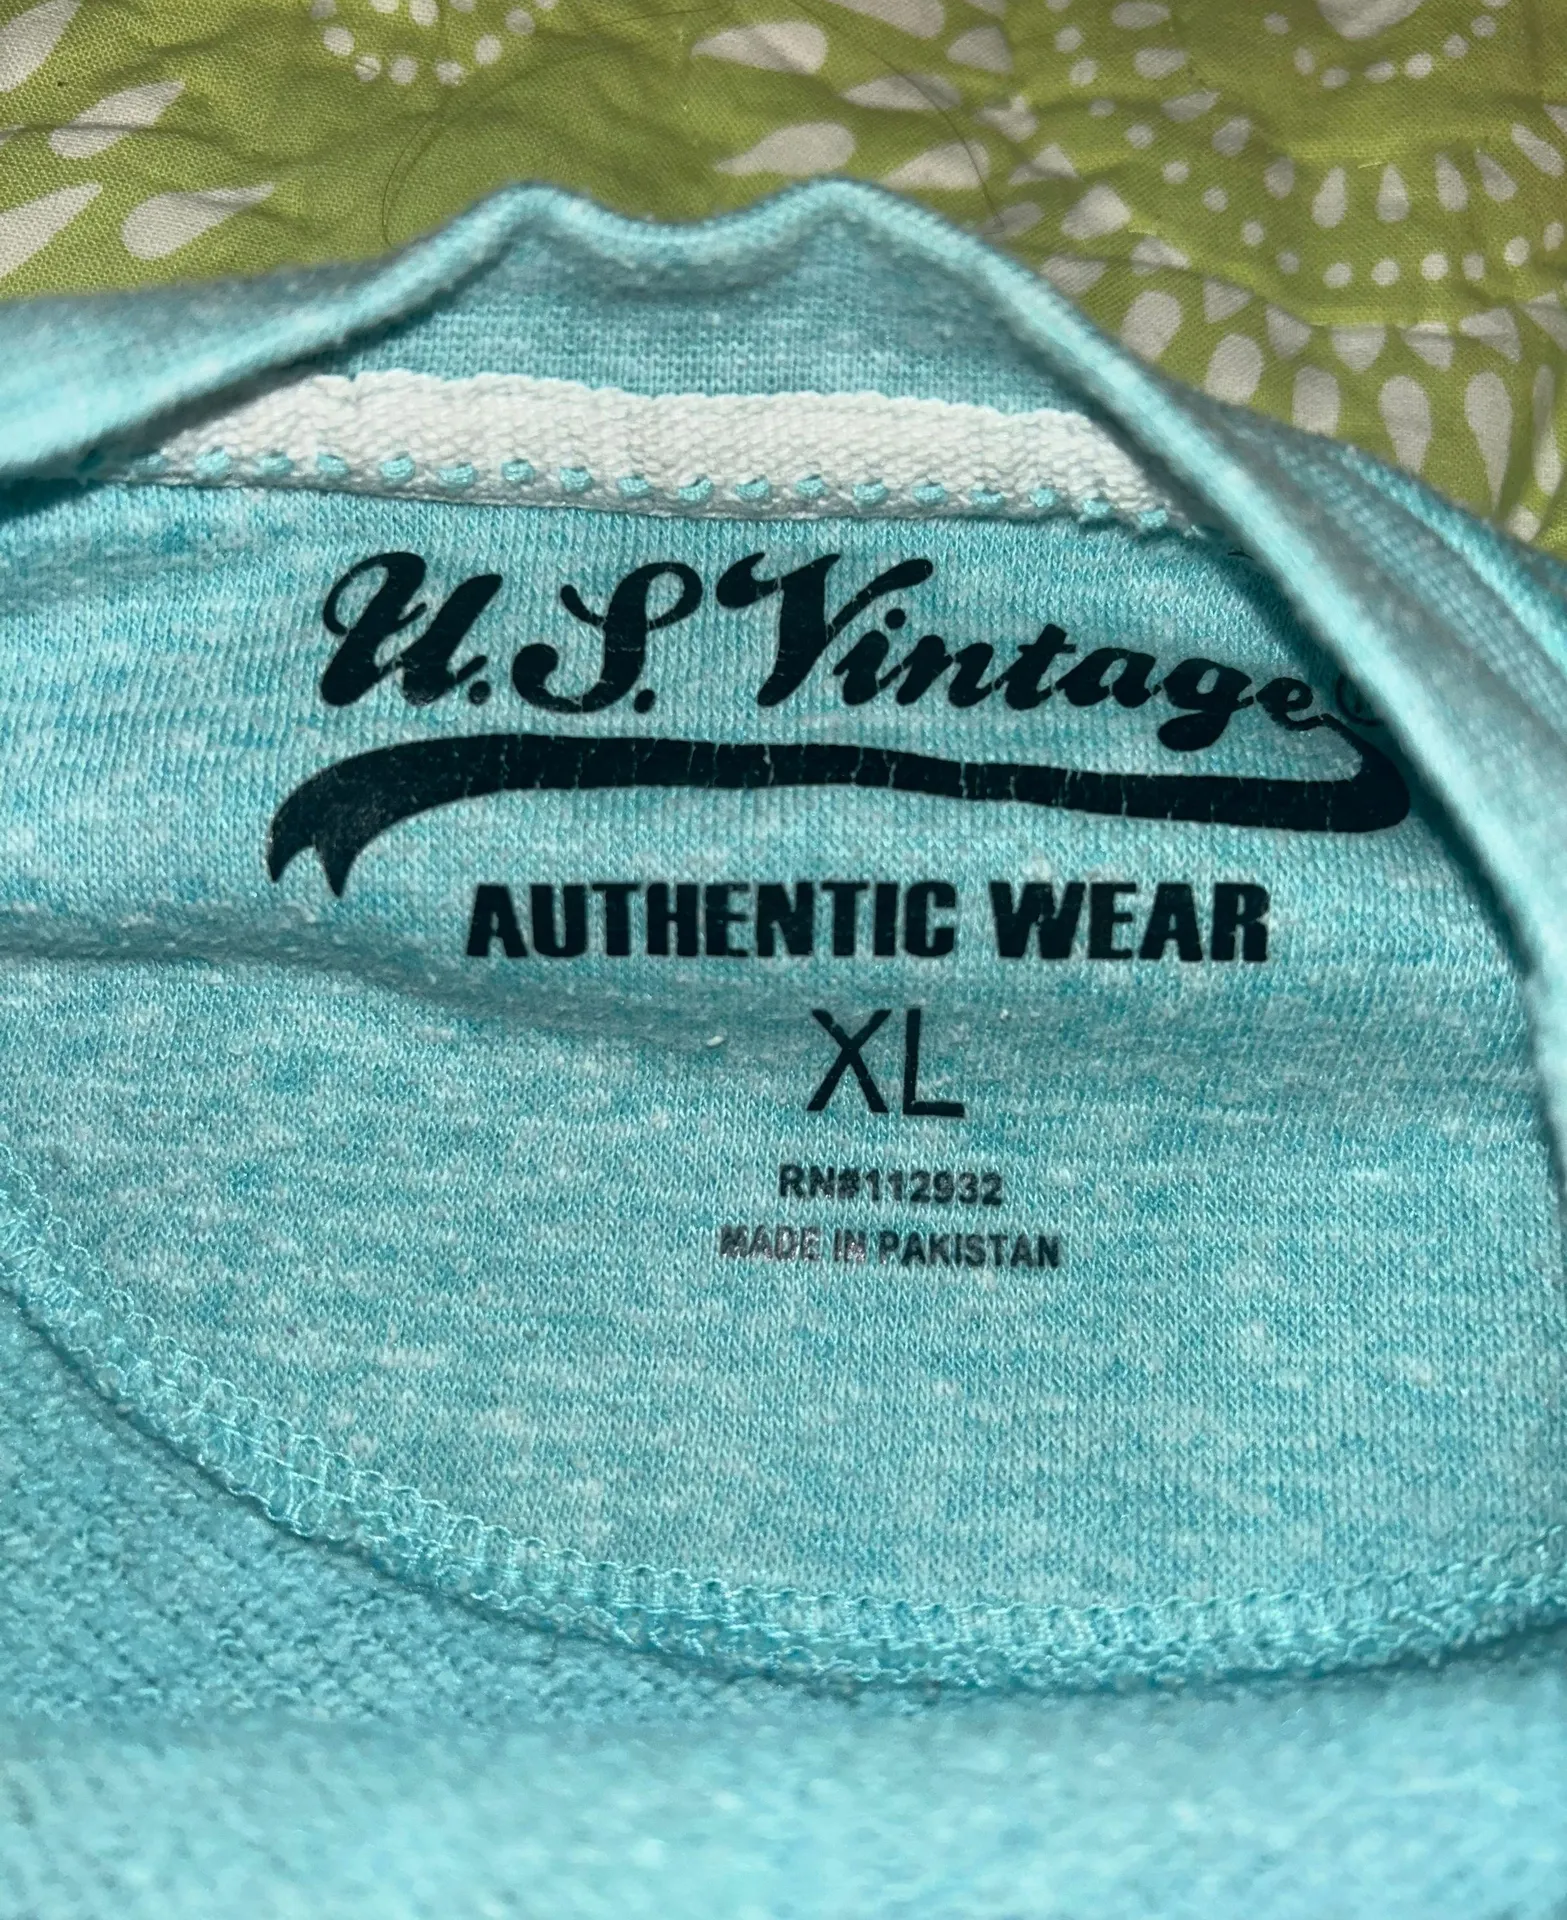 U.S. Vintage®
AUTHENTIC WEAR
XL
RN#112932
MADE IN PAKISTAN